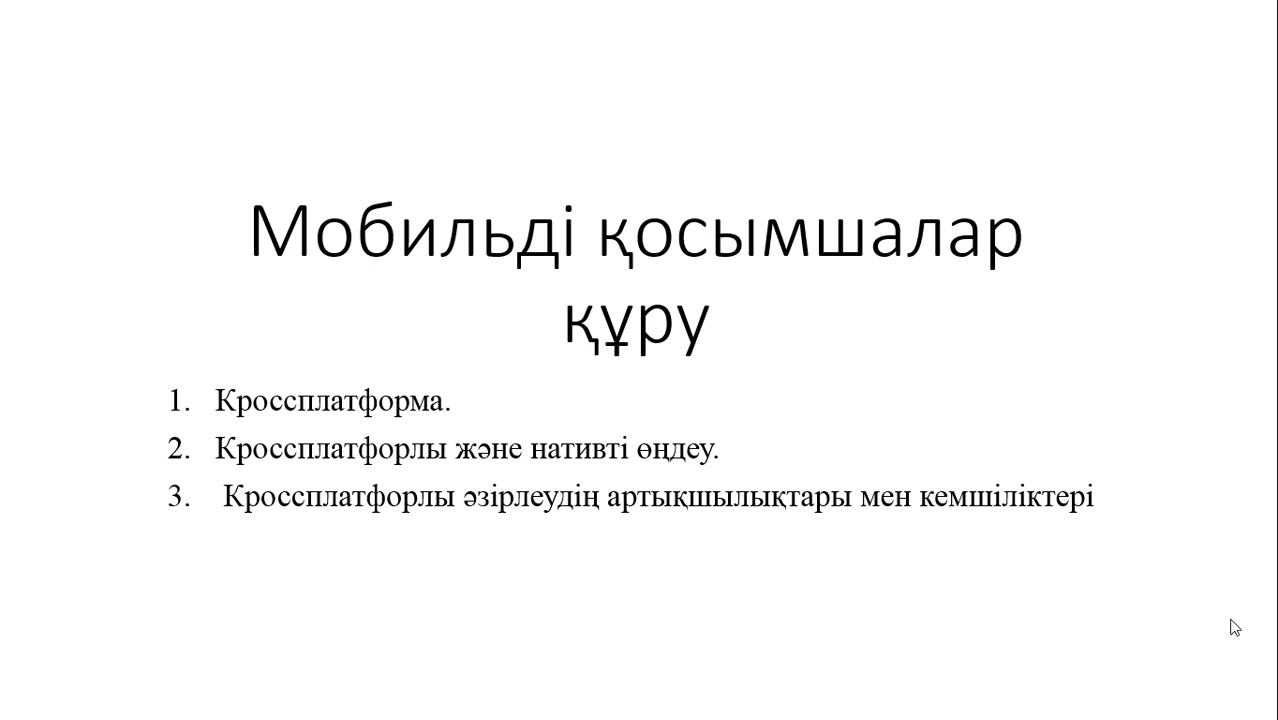 Мобильді қосымшалар
құру
1. Кроссплатформа.
2. Кроссплатфорлы және нативті өңдеу.
3. Кроссплатфорлы әзірлеудің артықшылықтары мен кемшіліктері